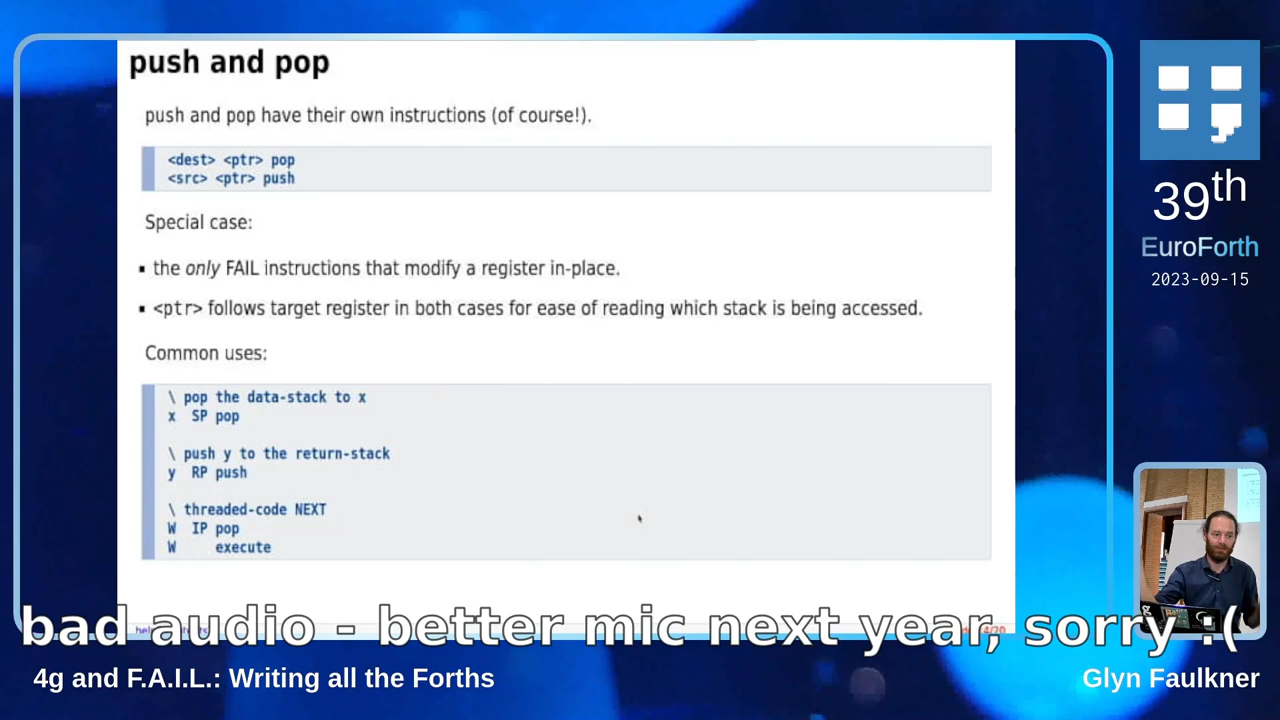 push and pop
push and pop have their own instructions (of course!).
<dest> <ptr> pop
<src> <ptr> push
Special case:
▪ the only FAIL instructions that modify a register in-place.
▪ <ptr> follows target register in both cases for ease of reading which stack is being accessed.
Common uses:
\ pop the data-stack to x
x  SP pop
\ push y to the return-stack
y  RP push
\ threaded-code NEXT
W  IP pop
W     execute
39th
EuroForth
2023-09-15
bad audio - better mic next year, sorry :(
4g and F.A.I.L.: Writing all the Forths
Glyn Faulkner